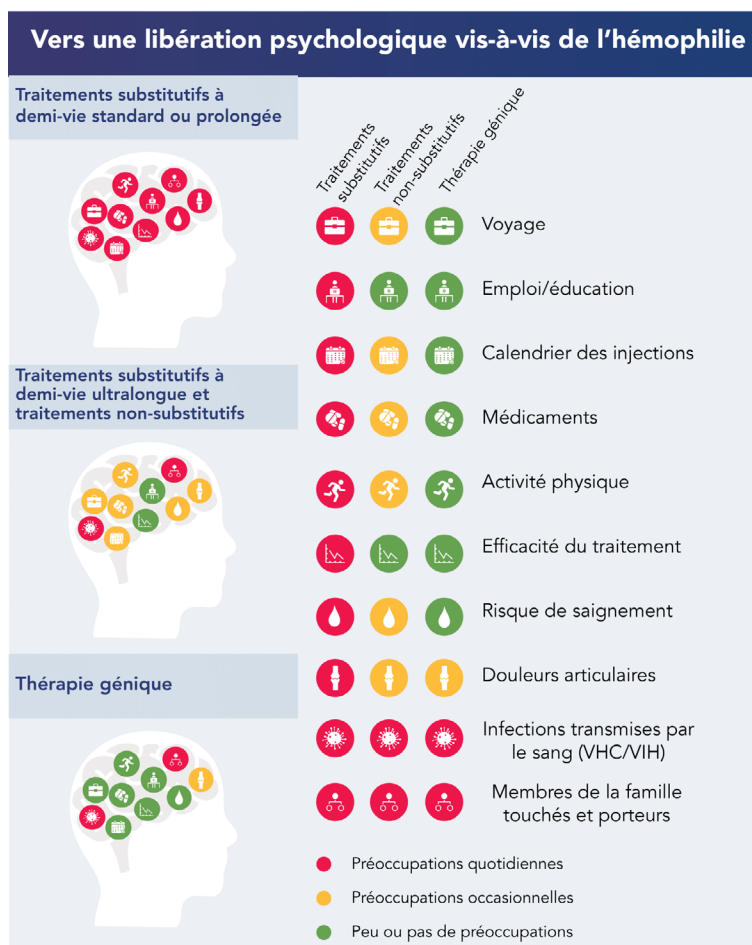 Vers une libération psychologique vis-à-vis de l’hémophilie
Traitements substitutifs à
demi-vie standard ou prolongée
Traitements substitutifs à
demi-vie ultralongue et
traitements non-substitutifs
Thérapie génique
Traitements
substitutifs
Traitements
non-substitutifs
Thérapie génique
Voyage
Emploi/éducation
Calendrier des injections
Médicaments
Activité physique
Efficacité du traitement
Risque de saignement
Douleurs articulaires
Infections transmises par
le sang (VHC/VIH)
Membres de la famille
touchés et porteurs
Préoccupations quotidiennes
Préoccupations occasionnelles
Peu ou pas de préoccupations